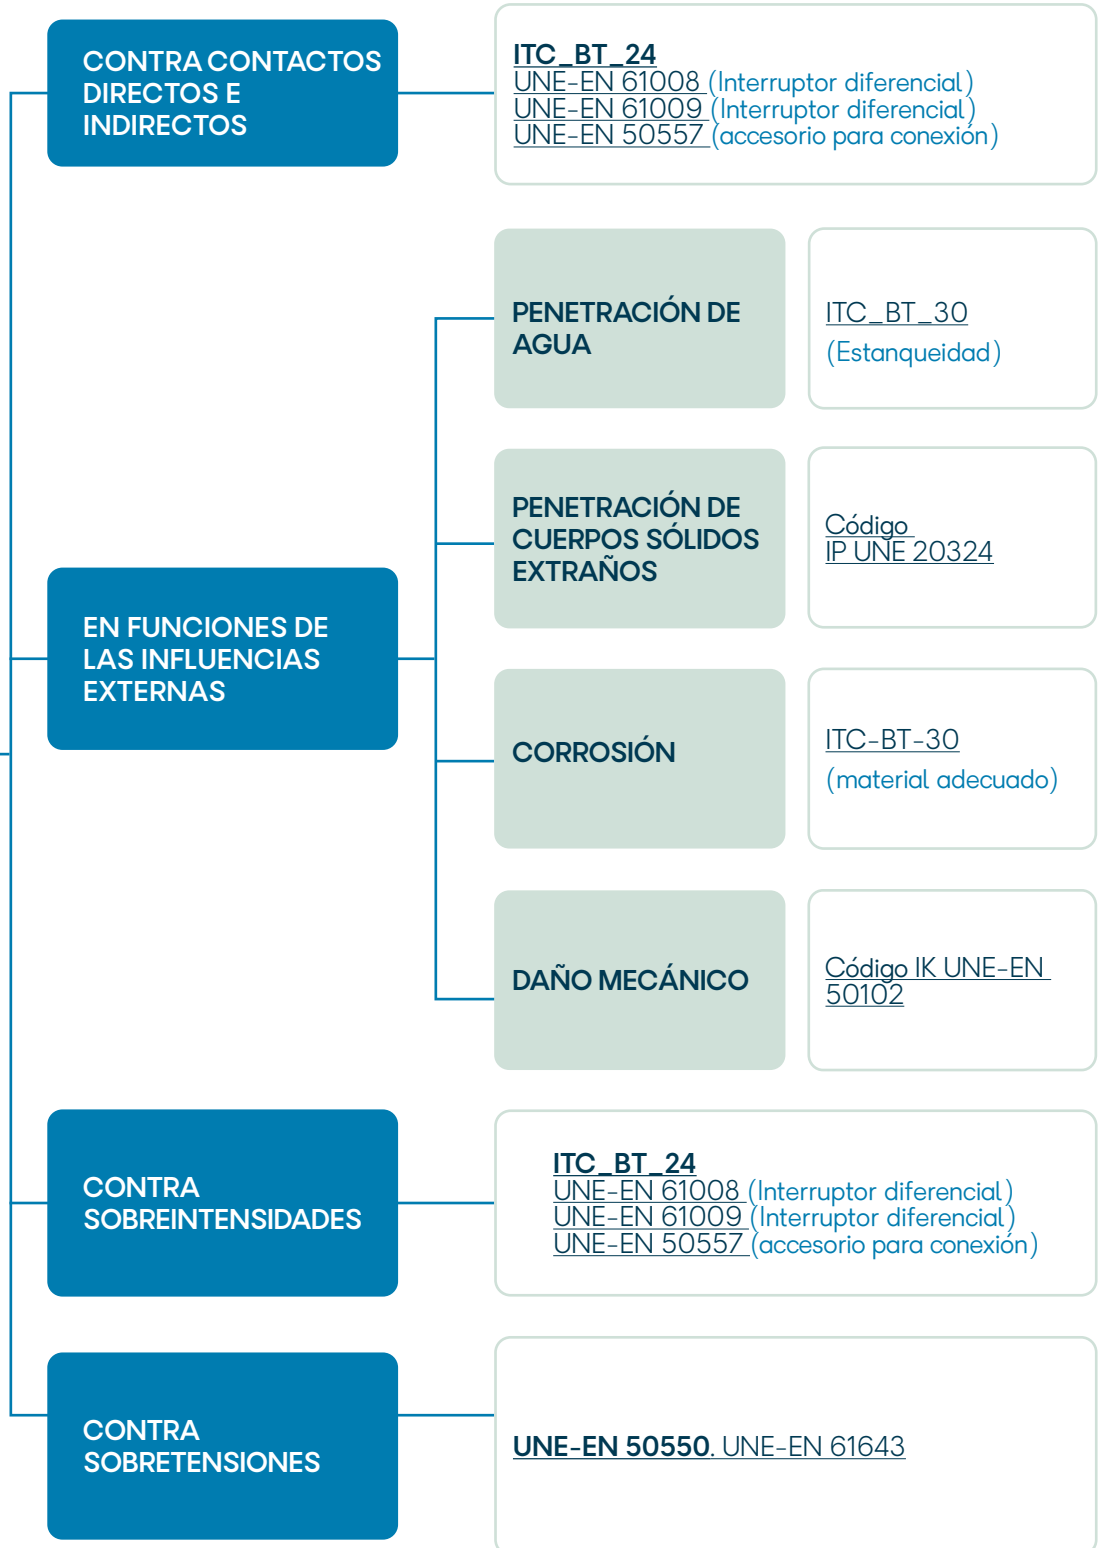 CONTRA CONTACTOS
DIRECTOS E
INDIRECTOS
ITC_BT_24
UNE-EN 61008 (Interruptor diferencial)
UNE-EN 61009 (Interruptor diferencial)
UNE-EN 50557 (accesorio para conexión)
EN FUNCIONES DE
LAS INFLUENCIAS
EXTERNAS
PENETRACIÓN DE
AGUA
ITC_BT_30
(Estanqueidad)
PENETRACIÓN DE
CUERPOS SÓLIDOS
EXTRAÑOS
Código
IP UNE 20324
CORROSIÓN
ITC-BT-30
(material adecuado)
DAÑO MECÁNICO
Código IK UNE-EN
50102
CONTRA
SOBREINTENSIDADES
ITC_BT_24
UNE-EN 61008 (Interruptor diferencial)
UNE-EN 61009 (Interruptor diferencial)
UNE-EN 50557 (accesorio para conexión)
CONTRA
SOBRETENSIONES
UNE-EN 50550. UNE-EN 61643